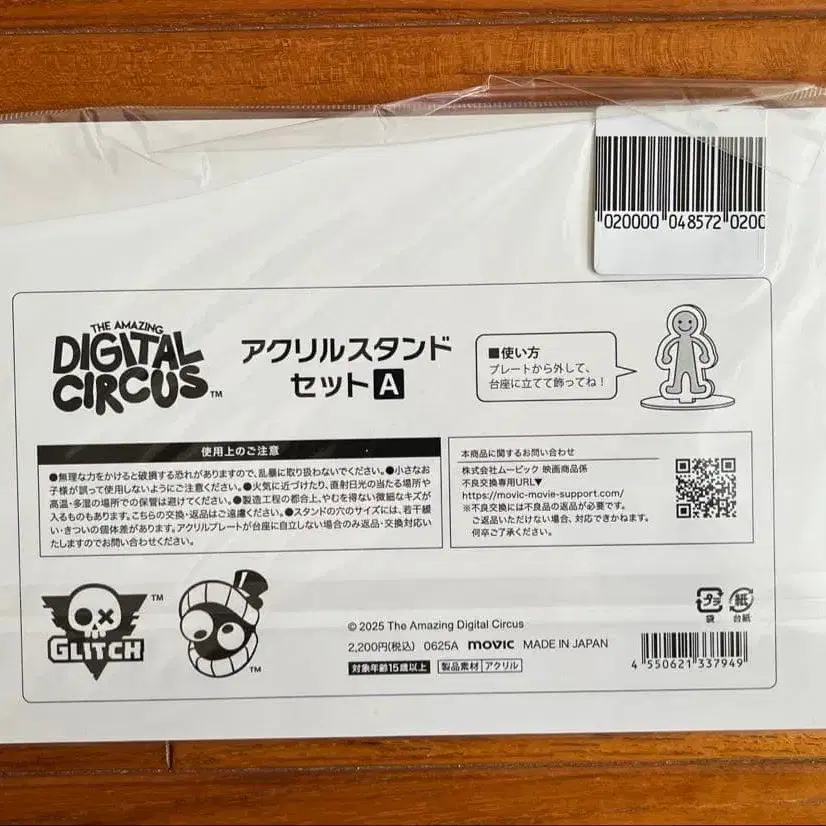 020000 048572 0200
THE AMAZING
DIGITAL
CIRCUS™
アクリルスタンド
セット A
■使い方
プレートから外して、
台座に立てて飾ってね！
使用上のご注意
●無理な力をかけると破損する恐れがありますので、乱暴に取り扱わないでください。●小さなお
子様が誤って使用しないようにご注意ください。●火気に近づけたり、直射日光の当たる場所や
高温・多湿の場所での保管は避けてください。●製造工程の都合上、やむを得ない微細なキズが
入るものもあります。こちらの交換・返品はご遠慮ください。●スタンドの穴のサイズには、若干緩
い・きついの個体差があります。アクリルプレートが台座に自立しない場合のみ返品・交換対応い
たしますのでお問い合わせください。
本商品に関するお問い合わせ
株式会社ムービック 映画商品係
不良交換専用URL▼
https://movic-movie-support.com/
※不良交換には不良品の返品が必要です。
ご返品いただけない場合、対応できかねます。
何卒ご了承ください。
GLITCH™
™
© 2025 The Amazing Digital Circus
2,200円(税込) 0625A movic MADE IN JAPAN
対象年齢15歳以上 製品素材 アクリル
プラ
袋
紙
台紙
4 550621 337949